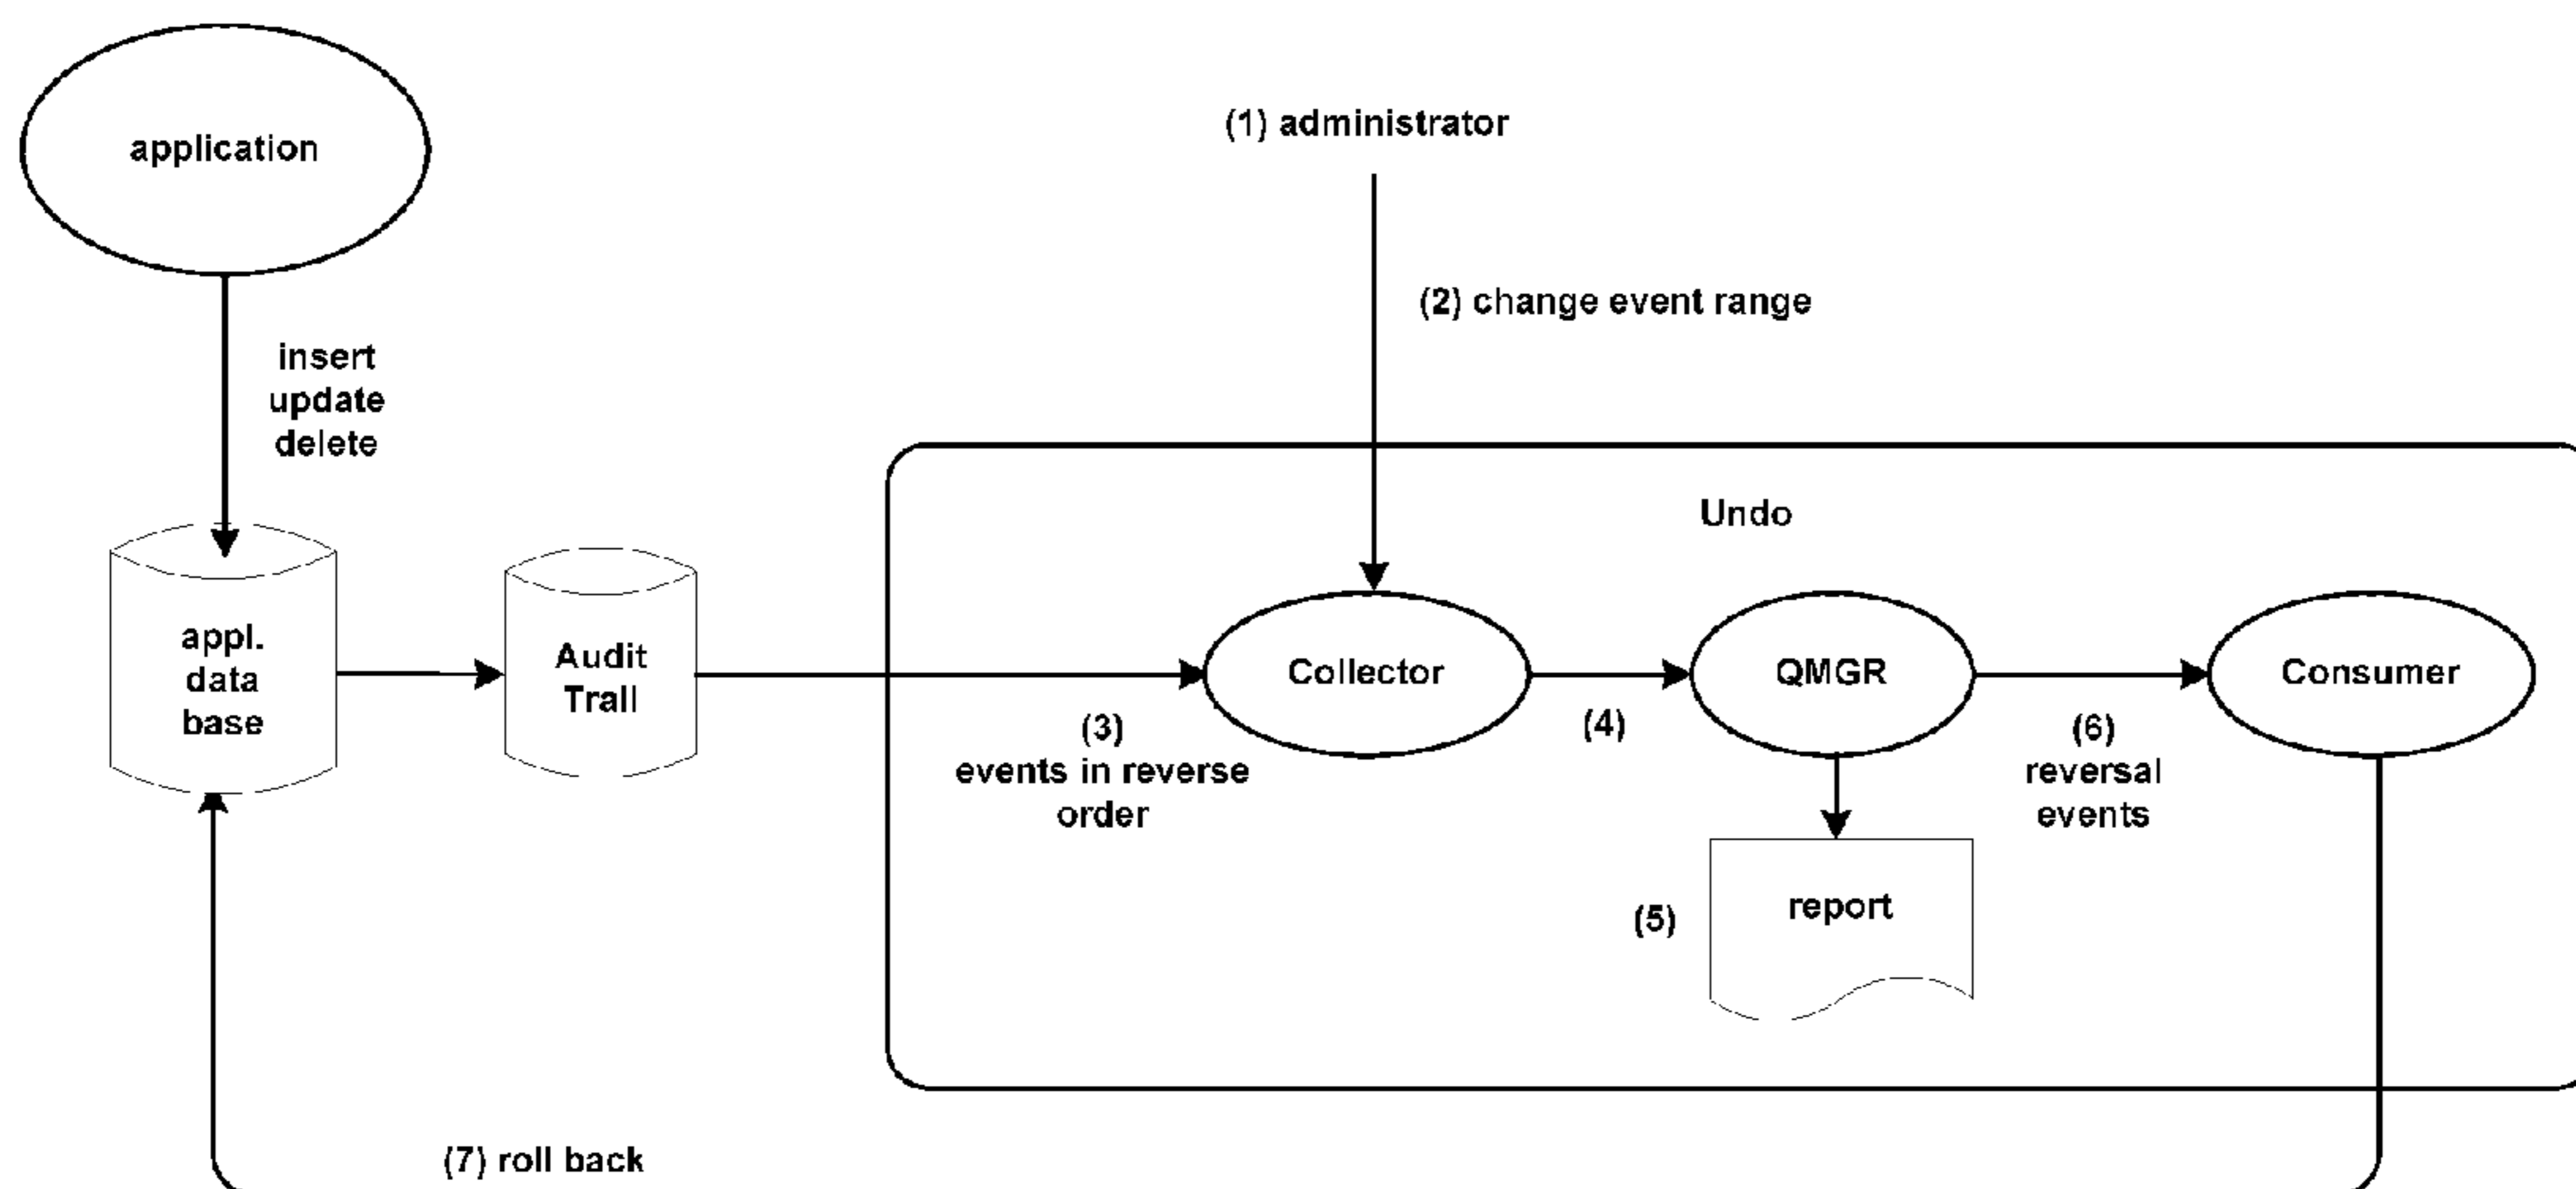 application
(1) administrator
(2) change event range
insert
update
delete
Undo
appl.
data
base
Audit
Trail
Collector
QMGR
Consumer
(3)
events in reverse
order
(4)
(6)
reversal
events
(5)
report
(7) roll back